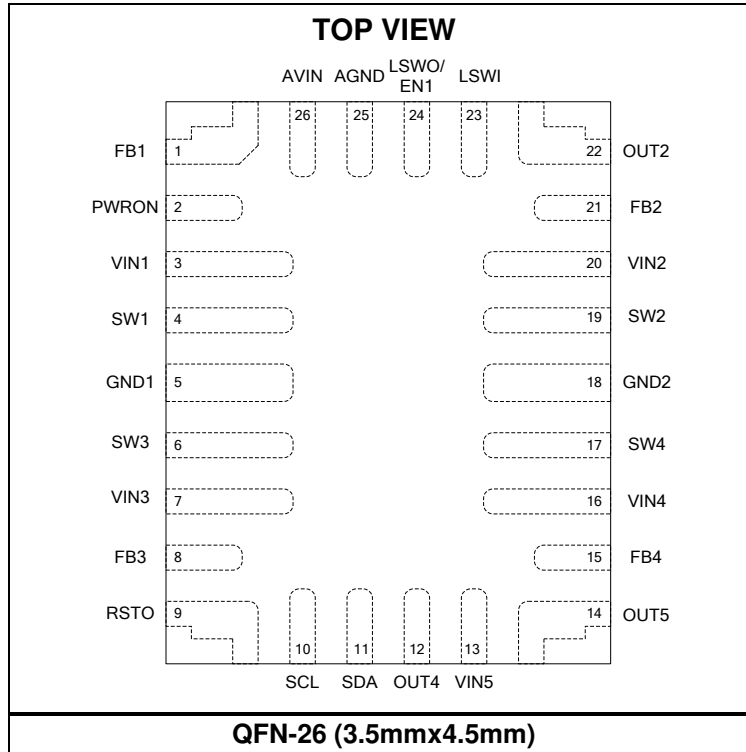 TOP VIEW
AVIN AGND LSWO/ EN1 LSWI
26 25 24 23
FB1 1 22 OUT2
PWRON 2 21 FB2
VIN1 3 20 VIN2
SW1 4 19 SW2
GND1 5 18 GND2
SW3 6 17 SW4
VIN3 7 16 VIN4
FB3 8 15 FB4
RSTO 9 14 OUT5
10 11 12 13
SCL SDA OUT4 VIN5
QFN-26 (3.5mmx4.5mm)